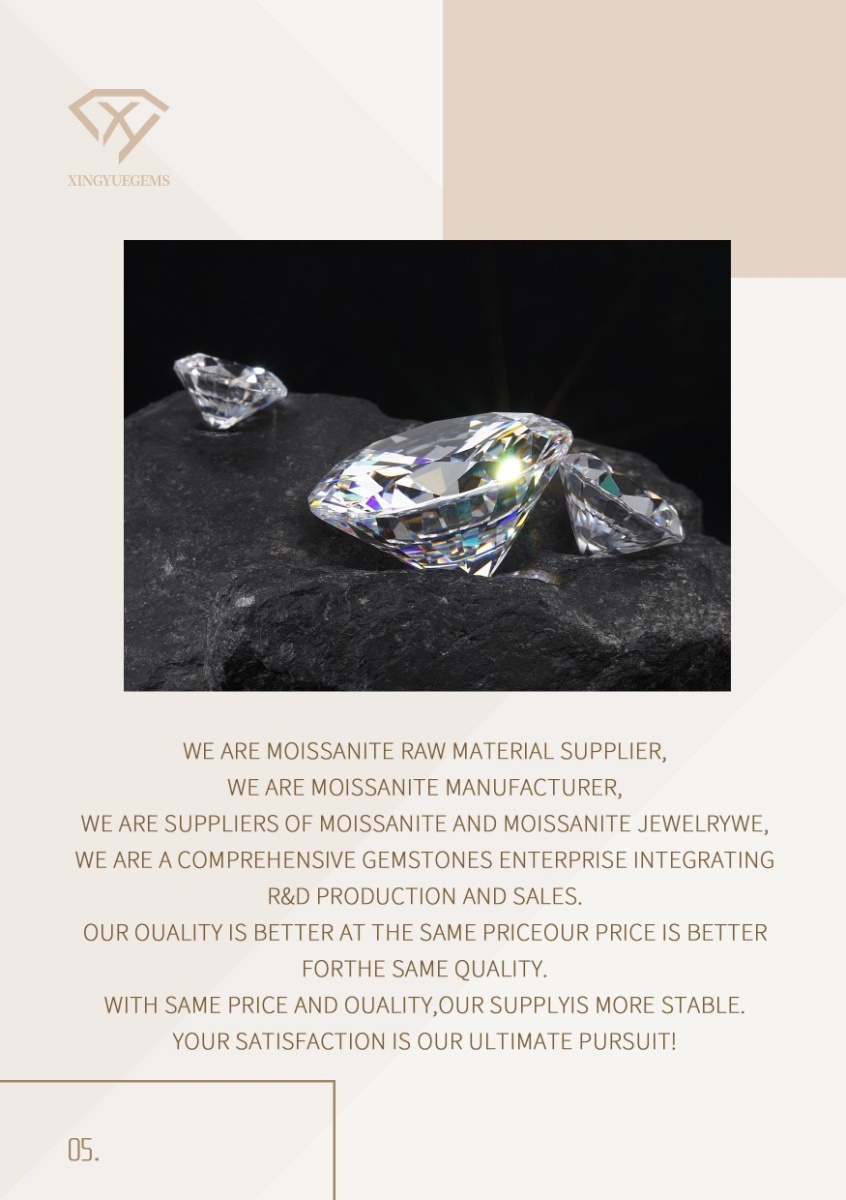 XINGYUEGEMS
WE ARE MOISSANITE RAW MATERIAL SUPPLIER,
WE ARE MOISSANITE MANUFACTURER,
WE ARE SUPPLIERS OF MOISSANITE AND MOISSANITE JEWELRYWE,
WE ARE A COMPREHENSIVE GEMSTONES ENTERPRISE INTEGRATING
R&D PRODUCTION AND SALES.
OUR OUALITY IS BETTER AT THE SAME PRICEOUR PRICE IS BETTER
FORTHE SAME QUALITY.
WITH SAME PRICE AND OUALITY,OUR SUPPLYIS MORE STABLE.
YOUR SATISFACTION IS OUR ULTIMATE PURSUIT!
05.